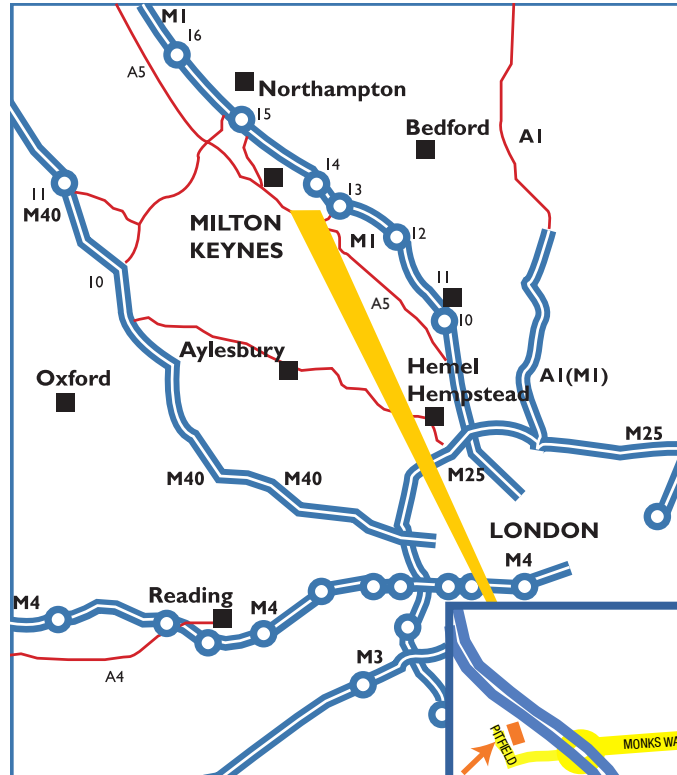 M1
16
A5
Northampton
15
Bedford
A1
14
11
M40
13
MILTON
KEYNES
M1
12
10
11
A5
10
Aylesbury
Hemel
Hempstead
A1(M1)
Oxford
M25
M40
M40
M25
LONDON
M4
Reading
M4
M4
M3
A4
PITFIELD
MONKS WA